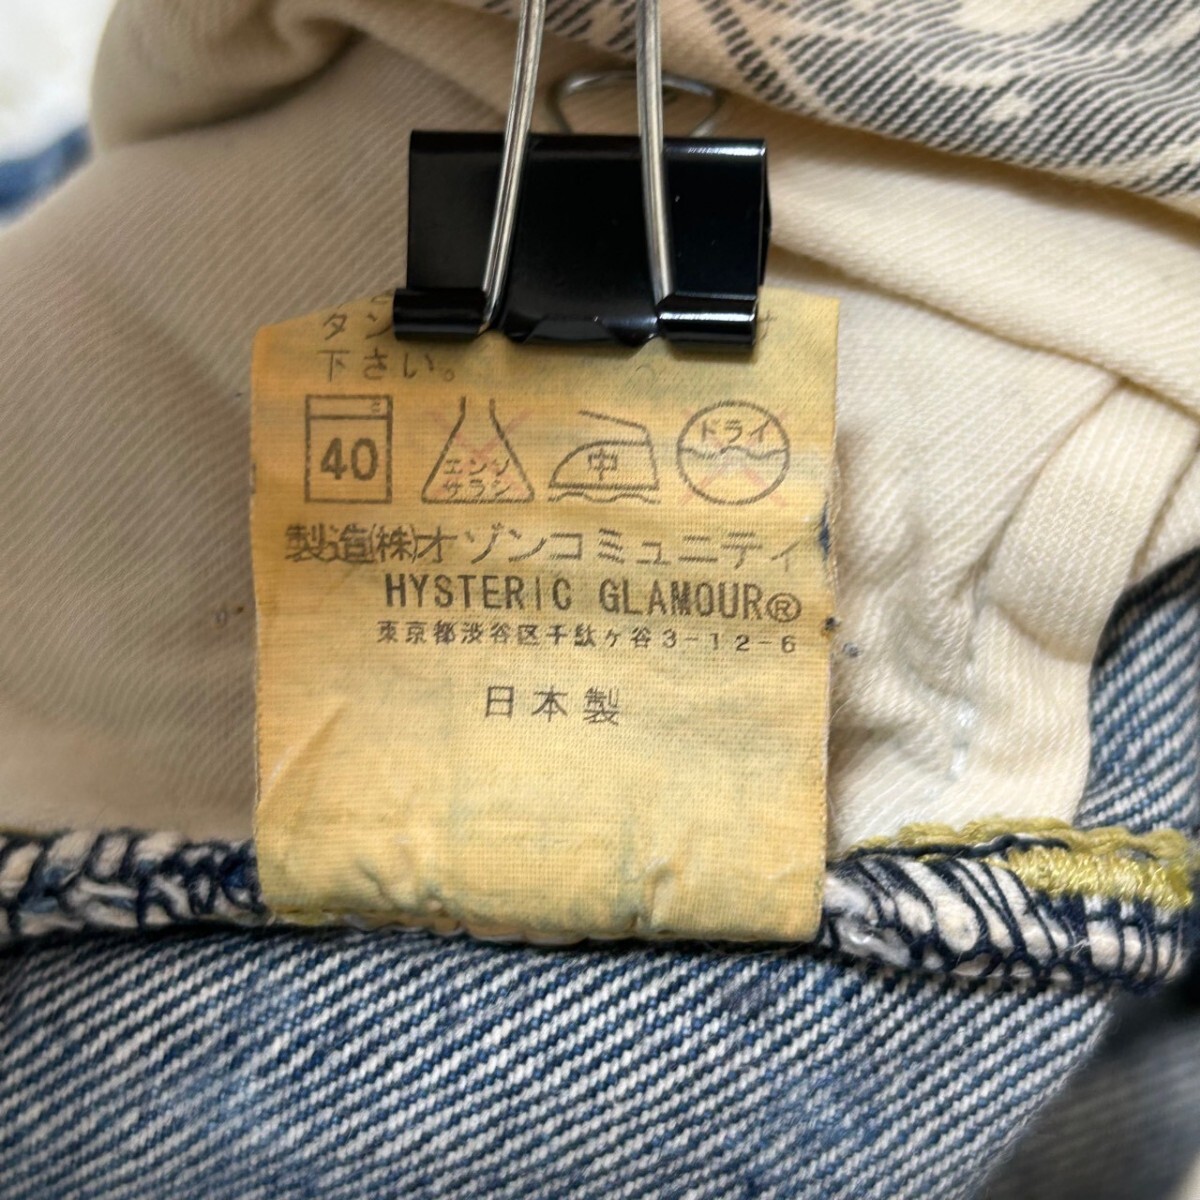 タン
下さい。
40
エンソ
サラシ
中
ドライ
製造(株)オゾンコミュニティ
HYSTERIC GLAMOUR®
東京都渋谷区千駄ヶ谷3-12-6
日本製